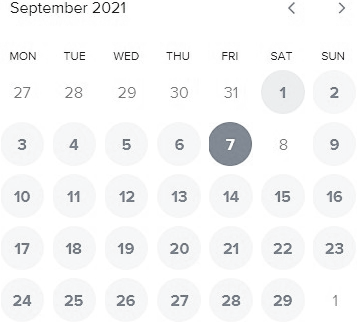 September 2021
MON TUE WED THU FRI SAT SUN
27 28 29 30 31 1 2
3 4 5 6 7 8 9
10 11 12 13 14 15 16
17 18 19 20 21 22 23
24 25 26 27 28 29 1